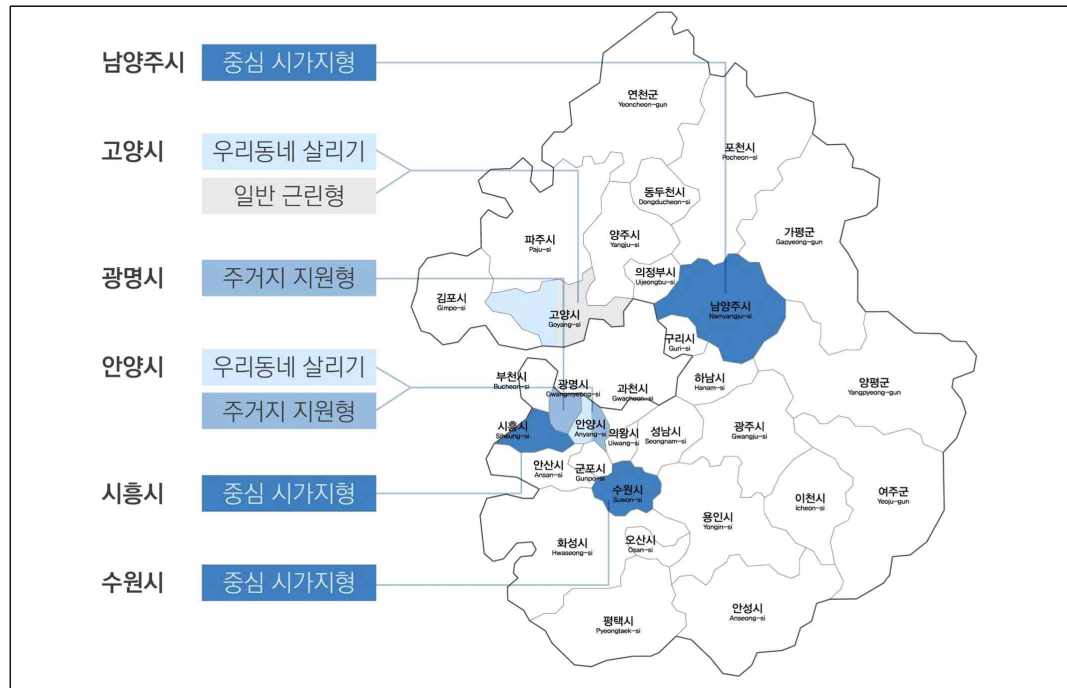 남양주시
중심 시가지형
고양시
우리동네 살리기
일반 근린형
광명시
주거지 지원형
안양시
우리동네 살리기
주거지 지원형
시흥시
중심 시가지형
수원시
중심 시가지형
연천군
Yeoncheon-gun
포천시
Pocheon-si
동두천시
Dongducheon-si
가평군
Gapyeong-gun
파주시
Paju-si
양주시
Yangju-si
의정부시
Uijeongbu-si
김포시
Gimpo-si
고양시
Goyang-si
남양주시
Namyangju-si
구리시
Guri-si
부천시
Bucheon-si
광명시
Gwangmyeong-si
과천시
Gwacheon-si
하남시
Hanam-si
양평군
Yangpyeong-gun
시흥시
Siheung-si
안양시
Anyang-si
의왕시
Uiwang-si
성남시
Seongnam-si
광주시
Gwangju-si
안산시
Ansan-si
군포시
Gunpo-si
수원시
Suwon-si
용인시
Yongin-si
이천시
Icheon-si
여주군
Yeoju-gun
화성시
Hwaseong-si
오산시
Osan-si
평택시
Pyeongtaek-si
안성시
Anseong-si